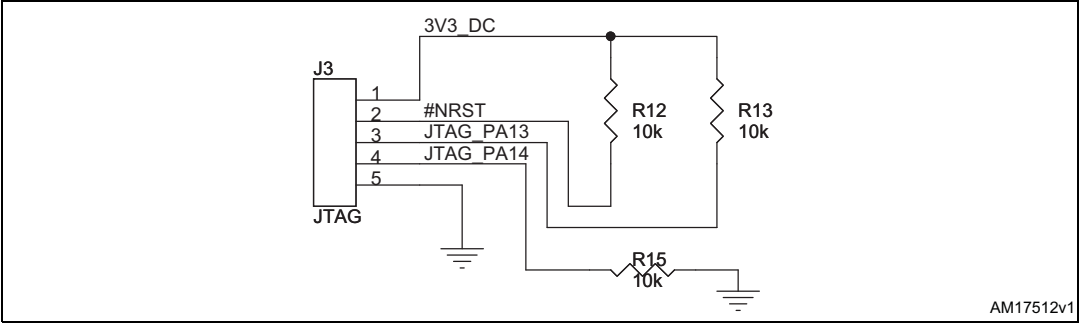 3V3_DC
J3
1
2 #NRST
3 JTAG_PA13
4 JTAG_PA14
5
JTAG
R12
10k
R13
10k
R15
10k
AM17512v1